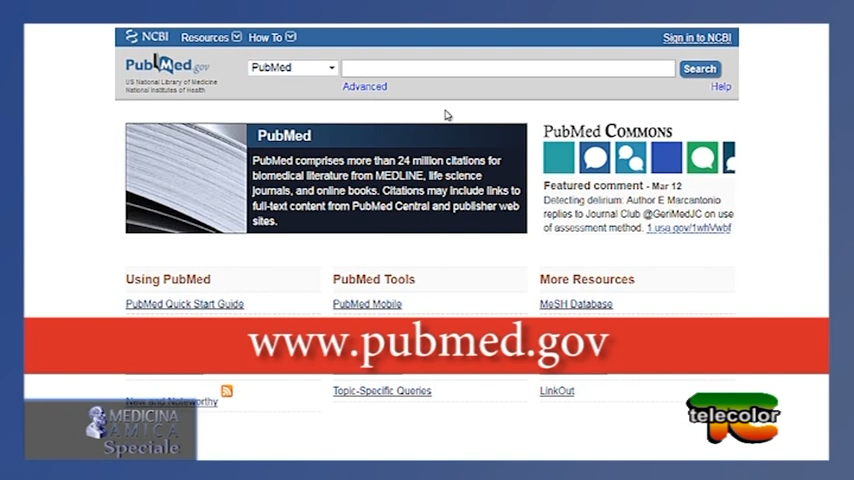 NCBI Resources How To Sign in to NCBI
PubMed.gov
US National Library of Medicine
National Institutes of Health
PubMed
Search
Advanced
Help
PubMed
PubMed comprises more than 24 million citations for
biomedical literature from MEDLINE, life science
journals, and online books. Citations may include links to
full-text content from PubMed Central and publisher web
sites.
PubMed COMMONS
Featured comment - Mar 12
Detecting delirium: Author E Marcantonio
replies to Journal Club @GeriMedJC on use
of assessment method. 1.usa.gov/1whVwbf
Using PubMed
PubMed Tools
More Resources
PubMed Quick Start Guide
PubMed Mobile
MeSH Database
www.pubmed.gov
New and Noteworthy
Topic-Specific Queries
LinkOut
MEDICINA
AMICA
Speciale
telecolor